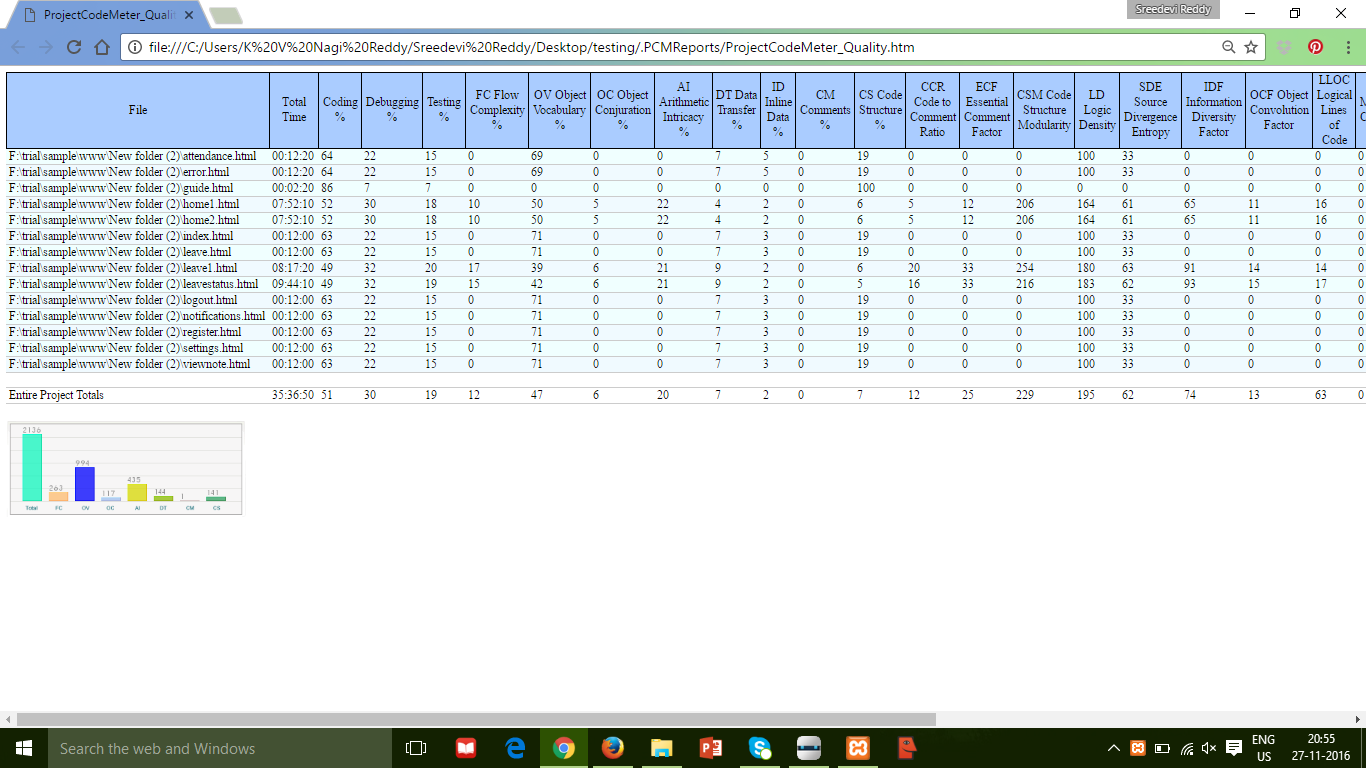 ProjectCodeMeter_Quali
Sreedevi Reddy
file:///C:/Users/K%20V%20Nagi%20Reddy/Sreedevi%20Reddy/Desktop/testing/.PCMReports/ProjectCodeMeter_Quality.htm
File Total Time Coding % Debugging % Testing % FC Flow Complexity % OV Object Vocabulary % OC Object Conjuration % AI Arithmetic Intricacy % DT Data Transfer % ID Inline Data % CM Comments % CS Code Structure % CCR Code to Comment Ratio ECF Essential Comment Factor CSM Code Structure Modularity LD Logic Density SDE Source Divergence Entropy IDF Information Diversity Factor OCF Object Convolution Factor LLOC Logical Lines of Code
F:\trial\sample\www\New folder (2)\attendance.html 00:12:20 64 22 15 0 69 0 0 7 5 0 19 0 0 0 100 33 0 0 0 0
F:\trial\sample\www\New folder (2)\error.html 00:12:20 64 22 15 0 69 0 0 7 5 0 19 0 0 0 100 33 0 0 0 0
F:\trial\sample\www\New folder (2)\guide.html 00:02:20 86 7 7 0 0 0 0 0 0 0 100 0 0 0 0 0 0 0 0 0
F:\trial\sample\www\New folder (2)\home1.html 07:52:10 52 30 18 10 50 5 22 4 2 0 6 5 12 206 164 61 65 11 16 0
F:\trial\sample\www\New folder (2)\home2.html 07:52:10 52 30 18 10 50 5 22 4 2 0 6 5 12 206 164 61 65 11 16 0
F:\trial\sample\www\New folder (2)\index.html 00:12:00 63 22 15 0 71 0 0 7 3 0 19 0 0 0 100 33 0 0 0 0
F:\trial\sample\www\New folder (2)\leave.html 00:12:00 63 22 15 0 71 0 0 7 3 0 19 0 0 0 100 33 0 0 0 0
F:\trial\sample\www\New folder (2)\leave1.html 08:17:20 49 32 20 17 39 6 21 9 2 0 6 20 33 254 180 63 91 14 14 0
F:\trial\sample\www\New folder (2)\leavestatus.html 09:44:10 49 32 19 15 42 6 21 9 2 0 5 16 33 216 183 62 93 15 17 0
F:\trial\sample\www\New folder (2)\logout.html 00:12:00 63 22 15 0 71 0 0 7 3 0 19 0 0 0 100 33 0 0 0 0
F:\trial\sample\www\New folder (2)\notifications.html 00:12:00 63 22 15 0 71 0 0 7 3 0 19 0 0 0 100 33 0 0 0 0
F:\trial\sample\www\New folder (2)\register.html 00:12:00 63 22 15 0 71 0 0 7 3 0 19 0 0 0 100 33 0 0 0 0
F:\trial\sample\www\New folder (2)\settings.html 00:12:00 63 22 15 0 71 0 0 7 3 0 19 0 0 0 100 33 0 0 0 0
F:\trial\sample\www\New folder (2)\viewnote.html 00:12:00 63 22 15 0 71 0 0 7 3 0 19 0 0 0 100 33 0 0 0 0
Entire Project Totals 35:36:50 51 30 19 12 47 6 20 7 2 0 7 12 25 229 195 62 74 13 63 0
2136 263 994 117 435 144 1 141
Total FC OV OC AI DT CM CS
Search the web and Windows
ENG
US
20:55
27-11-2016